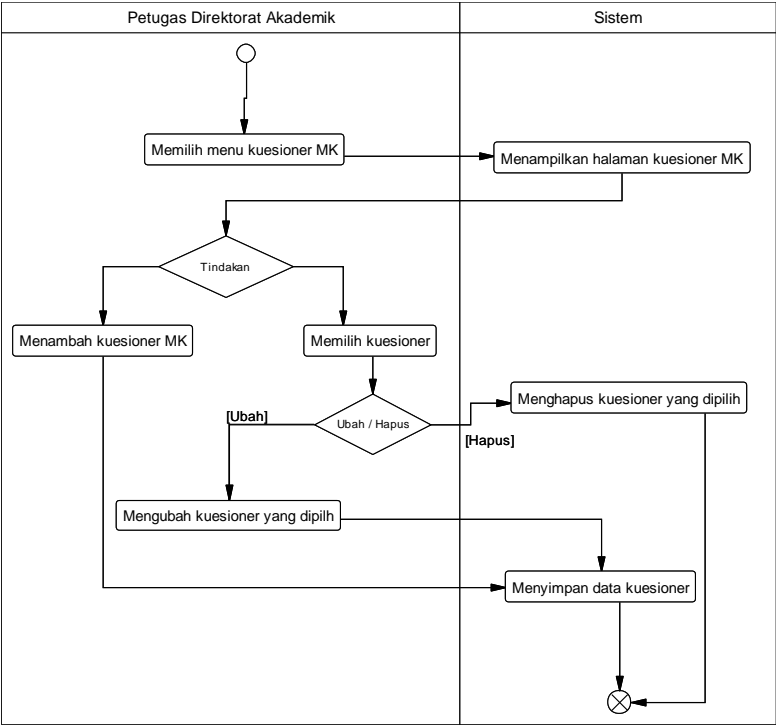 Petugas Direktorat Akademik
Sistem
Memilih menu kuesioner MK
Menampilkan halaman kuesioner MK
Tindakan
Menambah kuesioner MK
Memilih kuesioner
Menghapus kuesioner yang dipilih
[Ubah]
Ubah / Hapus
[Hapus]
Mengubah kuesioner yang dipilh
Menyimpan data kuesioner